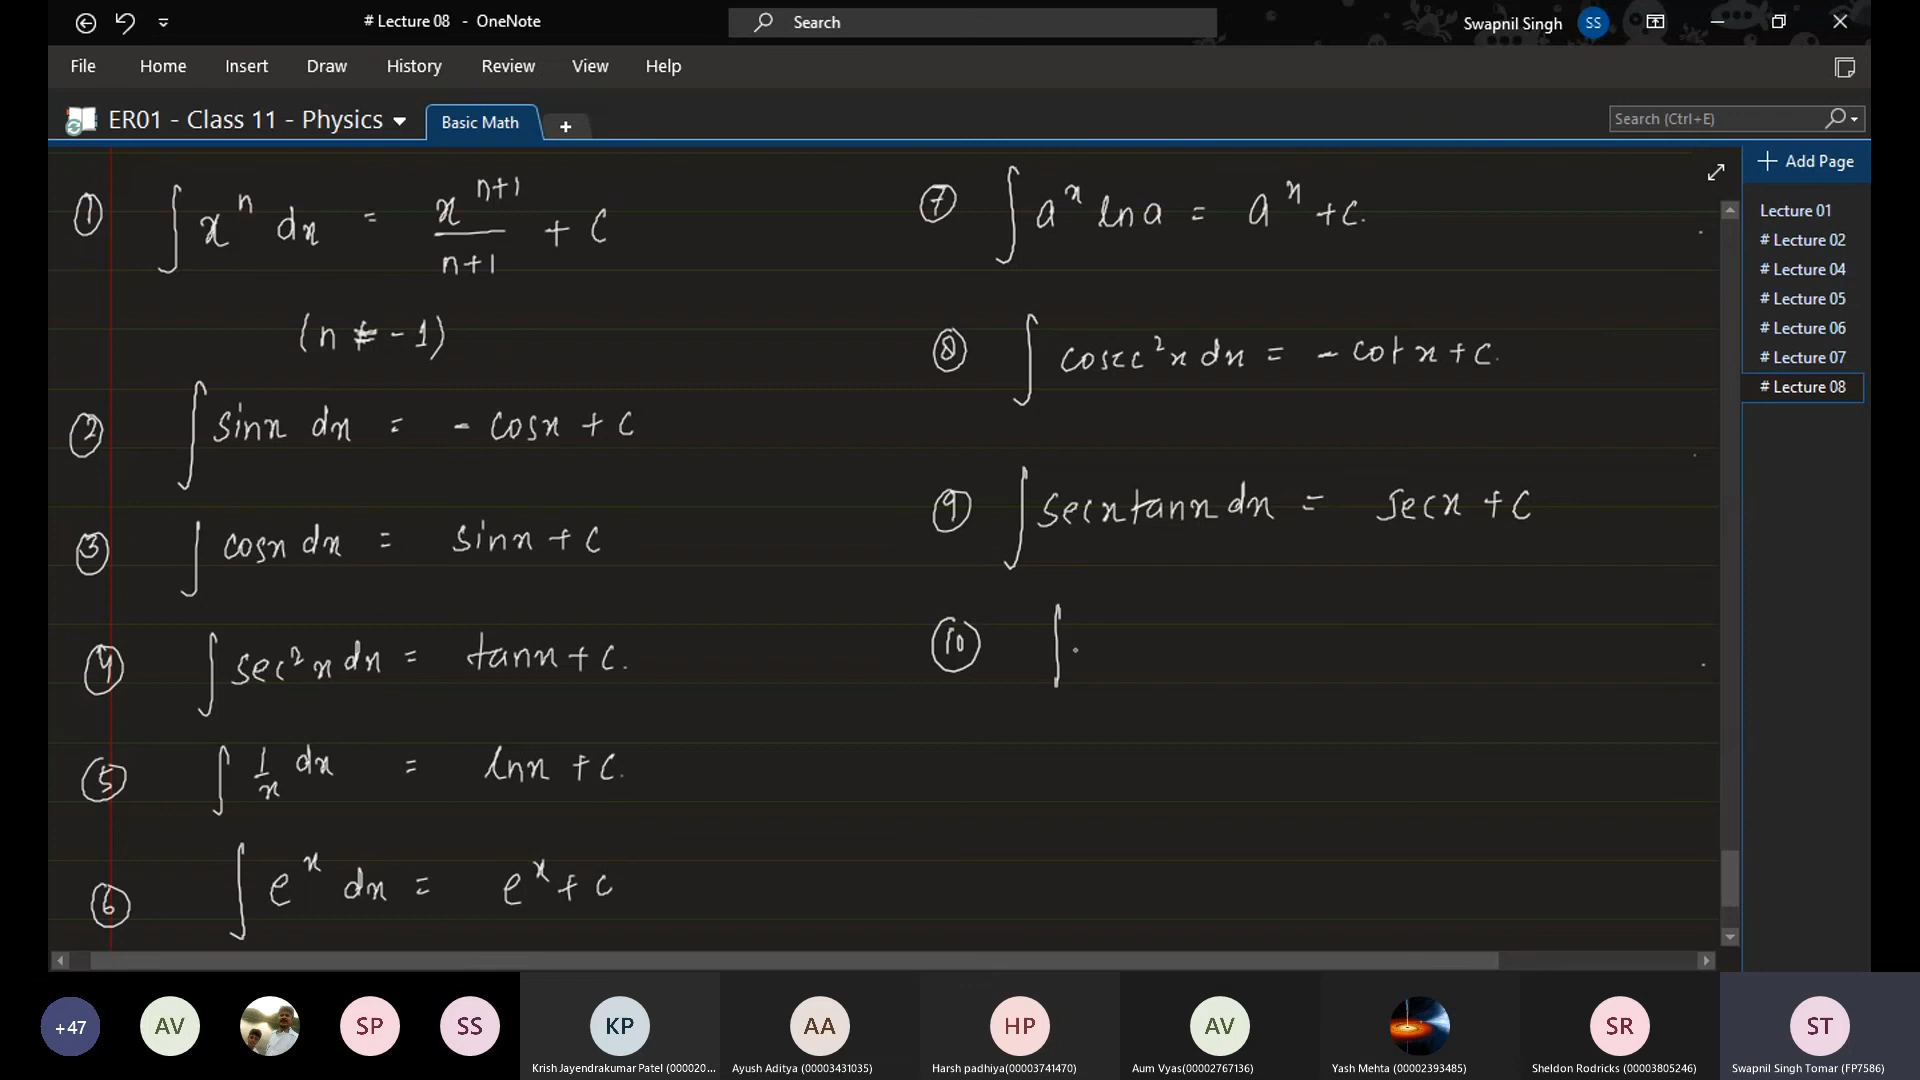 # Lecture 08 - OneNote
Search
Swapnil Singh
SS
File Home Insert Draw History Review View Help
ER01 - Class 11 - Physics
Basic Math
+
Search (Ctrl+E)
① ∫ xⁿ dx = xⁿ⁺¹/(n+1) + c
(n ≠ -1)
② ∫ sinx dx = - cosx + c
③ ∫ cosx dx = sinx + c
④ ∫ sec²x dx = tanx + c.
⑤ ∫ 1/x dx = lnx + c.
⑥ ∫ eˣ dx = eˣ + c
⑦ ∫ aˣ lna = aˣ + c.
⑧ ∫ cosec²x dx = - cot x + c.
⑨ ∫ secxtanx dx = secx + c
⑩ ∫
Add Page
Lecture 01
# Lecture 02
# Lecture 04
# Lecture 05
# Lecture 06
# Lecture 07
# Lecture 08
+47
AV
SP
SS
KP
AA
HP
AV
SR
ST
Krish Jayendrakumar Patel (000020...
Ayush Aditya (00003431035)
Harsh padhiya(00003741470)
Aum Vyas(00002767136)
Yash Mehta (00002393485)
Sheldon Rodricks (00003805246)
Swapnil Singh Tomar (FP7586)